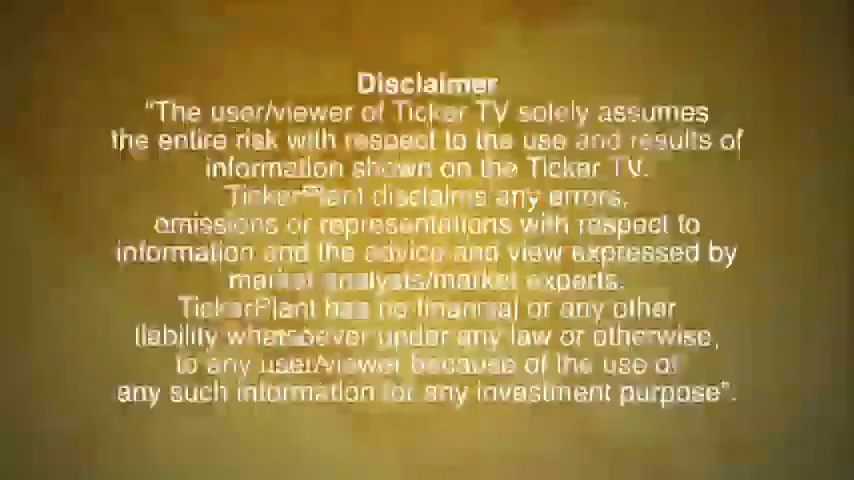 Disclaimer
"The user/viewer of Ticker TV solely assumes
the entire risk with respect to the use and results of
information shown on the Ticker TV.
TickerPlant disclaims any errors,
omissions or representations with respect to
information and the advice and view expressed by
market analysts/market experts.
TickerPlant has no financial or any other
liability whatsoever under any law or otherwise,
to any user/viewer because of the use of
any such information for any investment purpose".